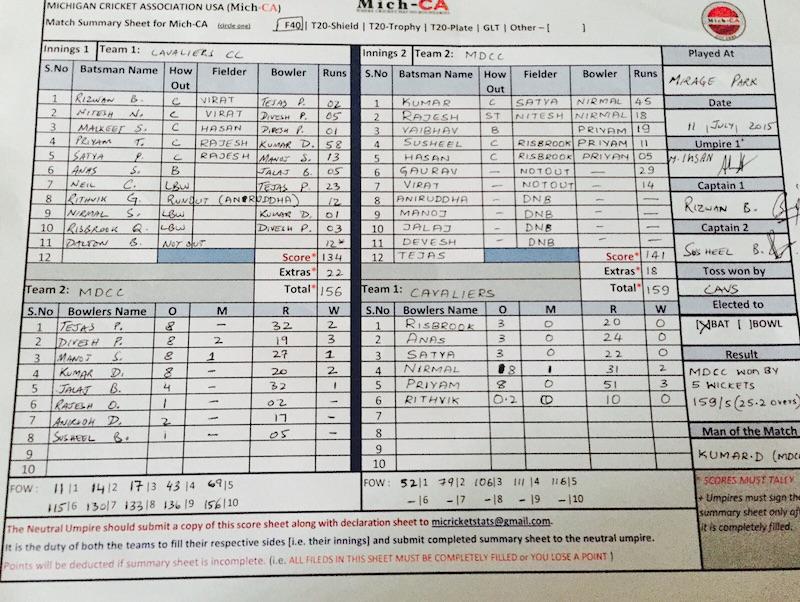 MICHIGAN CRICKET ASSOCIATION USA (Mich-CA)
Mich-CA
Match Summary Sheet for Mich-CA (circle one) F40 | T20-Shield | T20-Trophy | T20-Plate | GLT | Other – [ ]
Mich-CA
Innings 1 Team 1: CAVALIERS CC
S.No Batsman Name How Out Fielder Bowler Runs
1 RIZWAN B. C VIRAT TEJAS P. 02
2 NITESH N. C VIRAT DIVESH P. 05
3 MALKEET S. C HASAN DIVESH P. 01
4 PRIYAM T. C RAJESH KUMAR D. 58
5 SATYA P. C RAJESH MANOJ S. 13
6 ANAS S. B JALAJ B. 05
7 NEIL C. LBW TEJAS P. 23
8 RITHVIK G. RUNOUT (ANIRUDDHA) 12
9 NIRMAL S. LBW KUMAR D. 01
10 RISBROOK Q. LBW DIVESH P. 03
11 DALTON B. NOT OUT 12*
12 Score* 134
Extras* 22
Total* 156
Team 2: MDCC
S.No. Bowlers Name O M R W
1 TEJAS P. 8 – 32 2
2 DIVESH P. 8 2 19 3
3 MANOJ S. 8 1 27 1
4 KUMAR D. 8 – 20 2
5 JALAJ B. 4 – 32 1
6 RAJESH O. 1 – 02 –
7 ANIRUDH D. 2 – 17 –
8 SUSHEEL B. 1 – 05 –
9
10
FOW: 11|1 14|2 17|3 43|4 69|5
115|6 130|7 133|8 136|9 156|10
Innings 2 Team 2: MDCC
S.No Batsman Name How Out Fielder Bowler Runs
1 KUMAR C SATYA NIRMAL 45
2 RAJESH ST NITESH NIRMAL 18
3 VAIBHAV B PRIYAM 19
4 SUSHEEL C RISBROOK PRIYAM 11
5 HASAN C RISBROOK PRIYAM 05
6 GAURAV – NOTOUT – 29
7 VIRAT – NOTOUT – 14
8 ANIRUDDHA – DNB –
9 MANOJ – DNB –
10 JALAJ – DNB –
11 DEVESH – DNB –
12 TEJAS Score* 141
Extras* 18
Total* 159
Team 1: CAVALIERS
S.No. Bowlers Name O M R W
1 RISBROOK 3 0 20 0
2 ANAS 3 0 24 0
3 SATYA 3 0 22 0
4 NIRMAL 8 1 31 2
5 PRIYAM 8 0 51 3
6 RITHVIK 0.2 0 10 0
7
8
9
10
FOW: 52|1 79|2 106|3 111|4 116|5
–|6 –|7 –|8 –|9 –|10
Played At
MIRAGE PARK
Date
11 JULY, 2015
Umpire 1*
M. IHSAN
Captain 1
RIZWAN B.
Captain 2
SUSHEEL B.
Toss won by
CAVS
Elected to
[X]BAT [ ]BOWL
Result
MDCC WON BY
5 WICKETS
159/5 (25.2 overs)
Man of the Match
KUMAR.D (MDCC
* SCORES MUST TALLY
+ Umpires must sign the
summary sheet only aft
it is completely filled.
The Neutral Umpire should submit a copy of this score sheet along with declaration sheet to micricketstats@gmail.com.
It is the duty of both the teams to fill their respective sides [i.e. their innings] and submit completed summary sheet to the neutral umpire.
Points will be deducted if summary sheet is incomplete. (i.e. ALL FILEDS IN THIS SHEET MUST BE COMPLETELY FILLED or YOU LOSE A POINT )